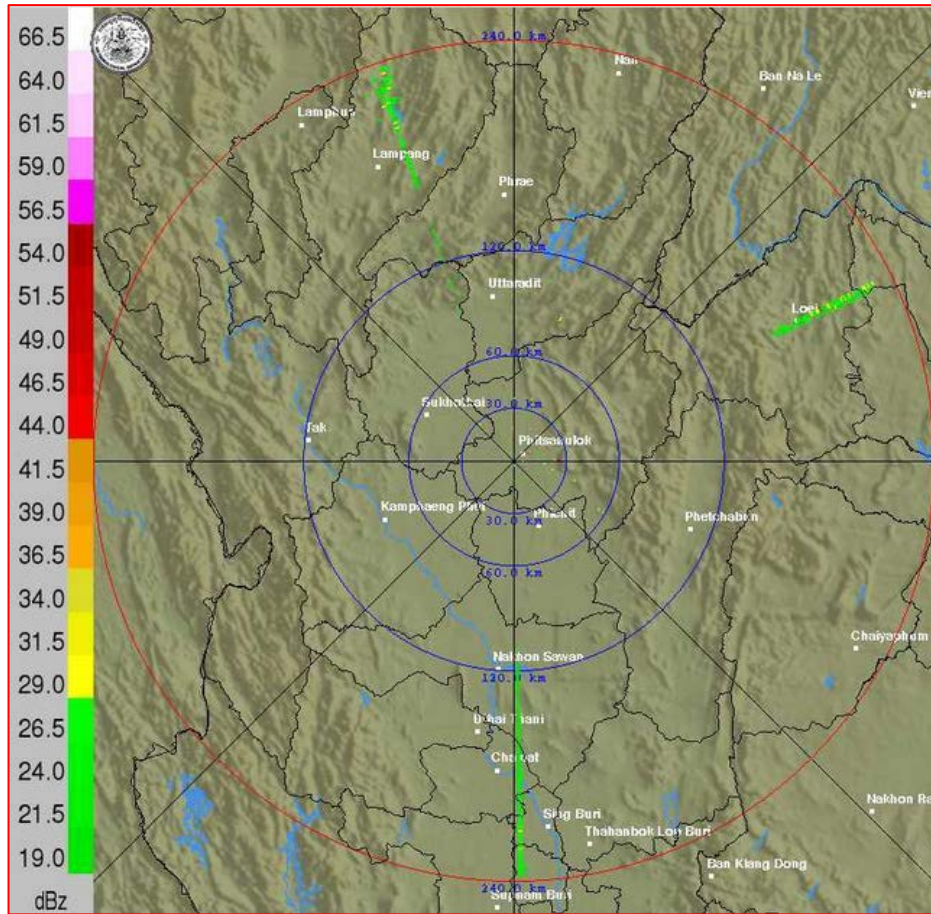 66.5
64.0
61.5
59.0
56.5
54.0
51.5
49.0
46.5
44.0
41.5
39.0
36.5
34.0
31.5
29.0
26.5
24.0
21.5
19.0
dBz
240.0 km
Nan
Ban Na Le
Vien
Lamphun
Lampang
Phrae
120.0 km
Uttaradit
Loei
60.0 km
30.0 km
Sukhothai
Tak
Phitsanulok
Kamphaeng Phet
Phichit
Phetchabun
30.0 km
60.0 km
Chaiyaphum
Nakhon Sawan
120.0 km
Uthai Thani
Chainat
Nakhon Ra
Sing Buri
Thahanbok Lop Buri
Ban Klang Dong
240.0 km
Suphan Buri